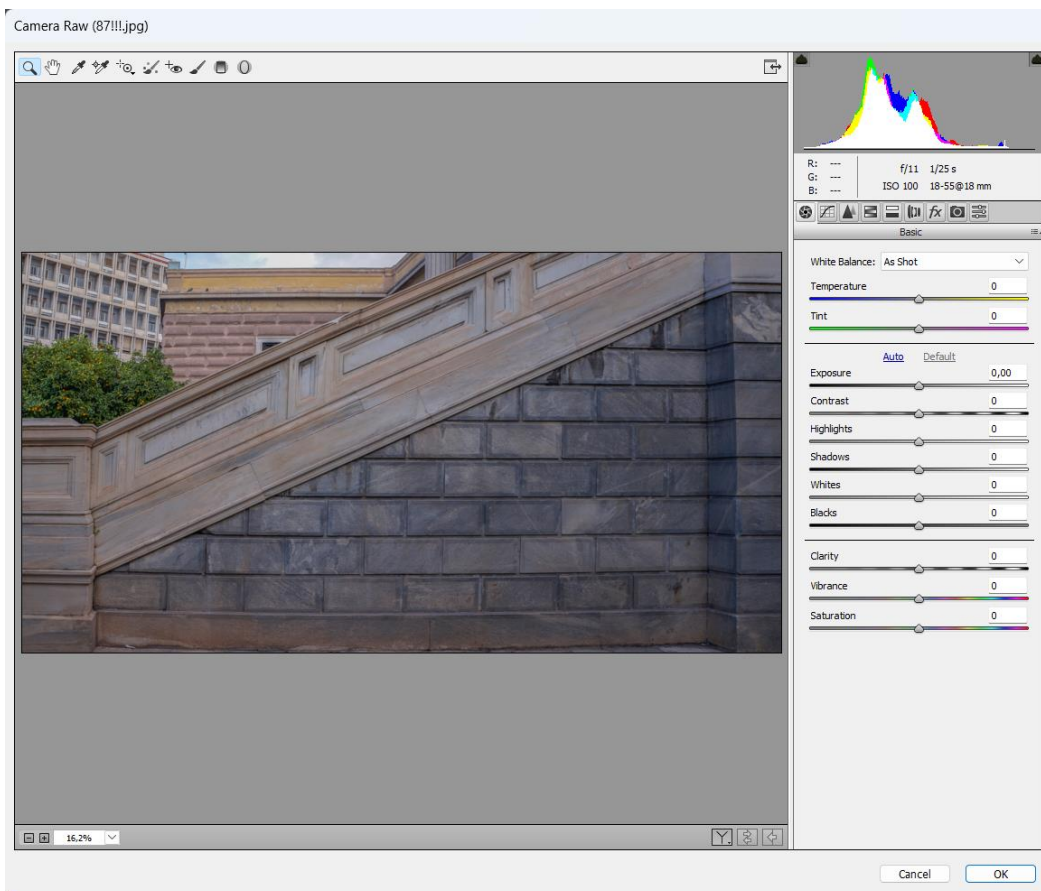 Camera Raw (87!!!.jpg)
R: ---
G: ---
B: ---
f/11 1/25 s
ISO 100 18-55@18 mm
fx
Basic
White Balance: As Shot
Temperature 0
Tint 0
Auto Default
Exposure 0,00
Contrast 0
Highlights 0
Shadows 0
Whites 0
Blacks 0
Clarity 0
Vibrance 0
Saturation 0
16,2%
Y
Cancel OK